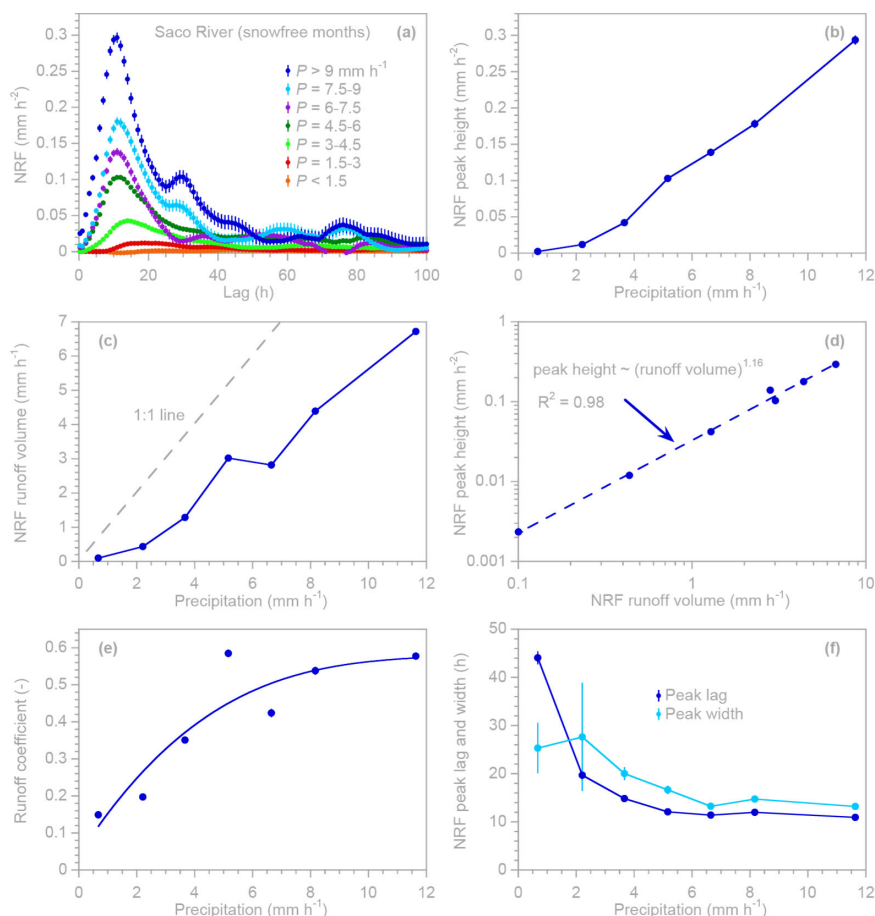 Saco River (snowfree months) (a)
NRF (mm h⁻²)
0.3
0.25
0.2
0.15
0.1
0.05
0
P > 9 mm h⁻¹
P = 7.5-9
P = 6-7.5
P = 4.5-6
P = 3-4.5
P = 1.5-3
P < 1.5
0 20 40 60 80 100
Lag (h)
(b)
NRF peak height (mm h⁻²)
0.3
0.25
0.2
0.15
0.1
0.05
0
0 2 4 6 8 10 12
Precipitation (mm h⁻¹)
(c)
NRF runoff volume (mm h⁻¹)
7
6
5
4
3
2
1
0
1:1 line
0 2 4 6 8 10 12
Precipitation (mm h⁻¹)
(d)
NRF peak height (mm h⁻²)
1
0.1
0.01
0.001
peak height ~ (runoff volume)¹·¹⁶
R² = 0.98
0.1 1 10
NRF runoff volume (mm h⁻¹)
(e)
Runoff coefficient (-)
0.6
0.5
0.4
0.3
0.2
0.1
0
0 2 4 6 8 10 12
Precipitation (mm h⁻¹)
(f)
NRF peak lag and width (h)
50
40
30
20
10
0
Peak lag
Peak width
0 2 4 6 8 10 12
Precipitation (mm h⁻¹)